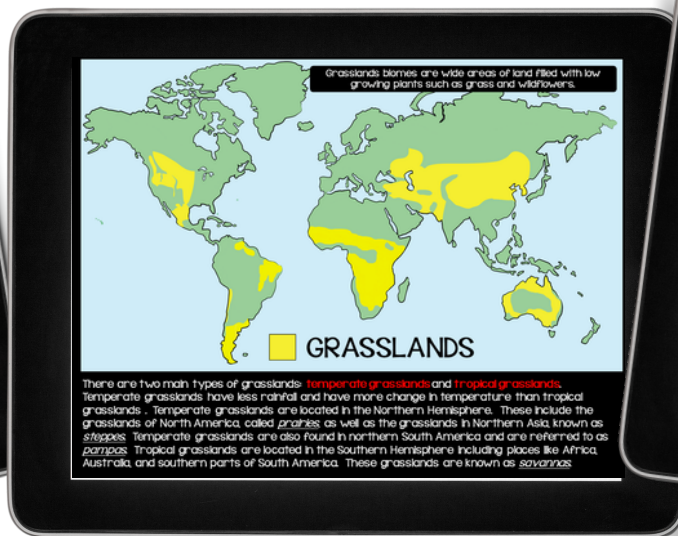 Grasslands biomes are wide areas of land filled with low
growing plants such as grass and wildflowers.
GRASSLANDS
There are two main types of grasslands: temperate grasslands and tropical grasslands.
Temperate grasslands have less rainfall and have more change in temperature than tropical
grasslands . Temperate grasslands are located in the Northern Hemisphere. These include the
grasslands of North America, called prairies, as well as the grasslands in Northern Asia, known as
steppes. Temperate grasslands are also found in northern South America and are referred to as
pampas. Tropical grasslands are located in the Southern Hemisphere including places like Africa,
Australia, and southern parts of South America. These grasslands are known as savannas.